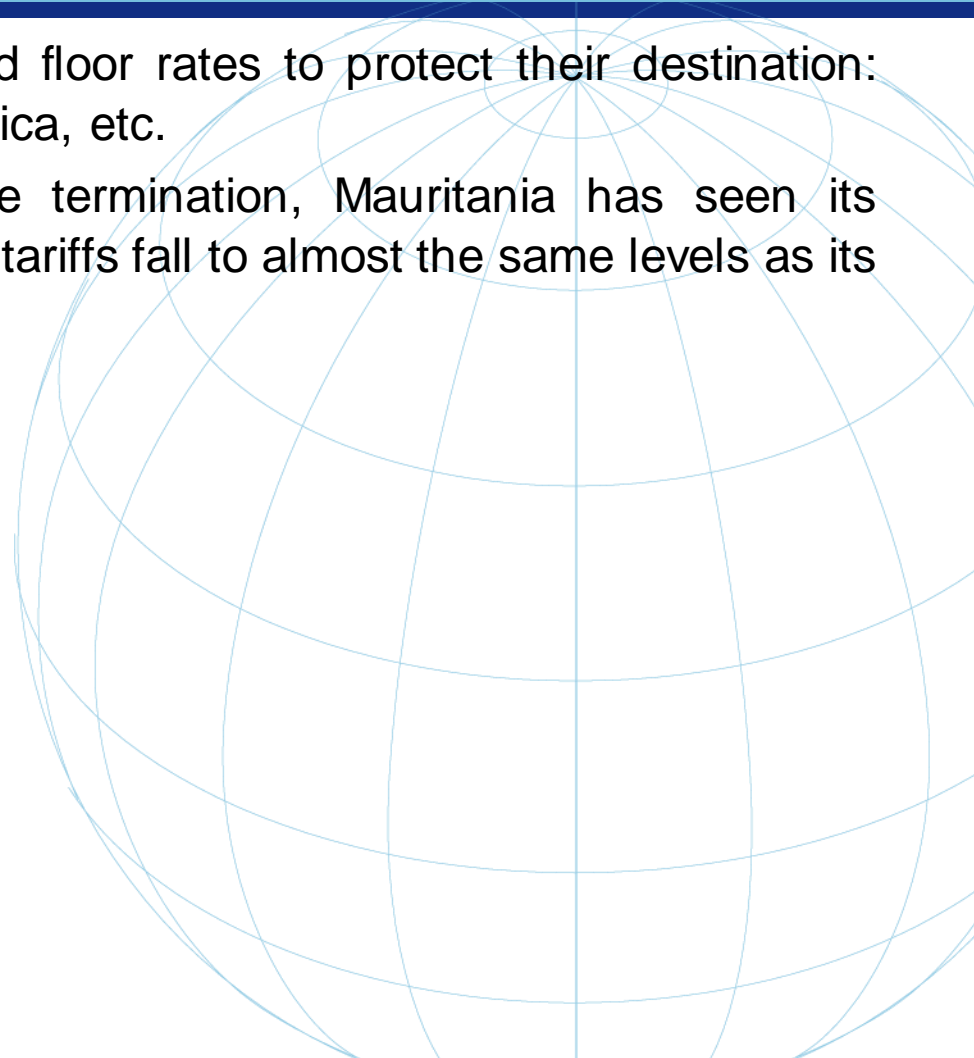 d floor rates to protect their destination:
ica, etc.
e termination, Mauritania has seen its
tariffs fall to almost the same levels as its